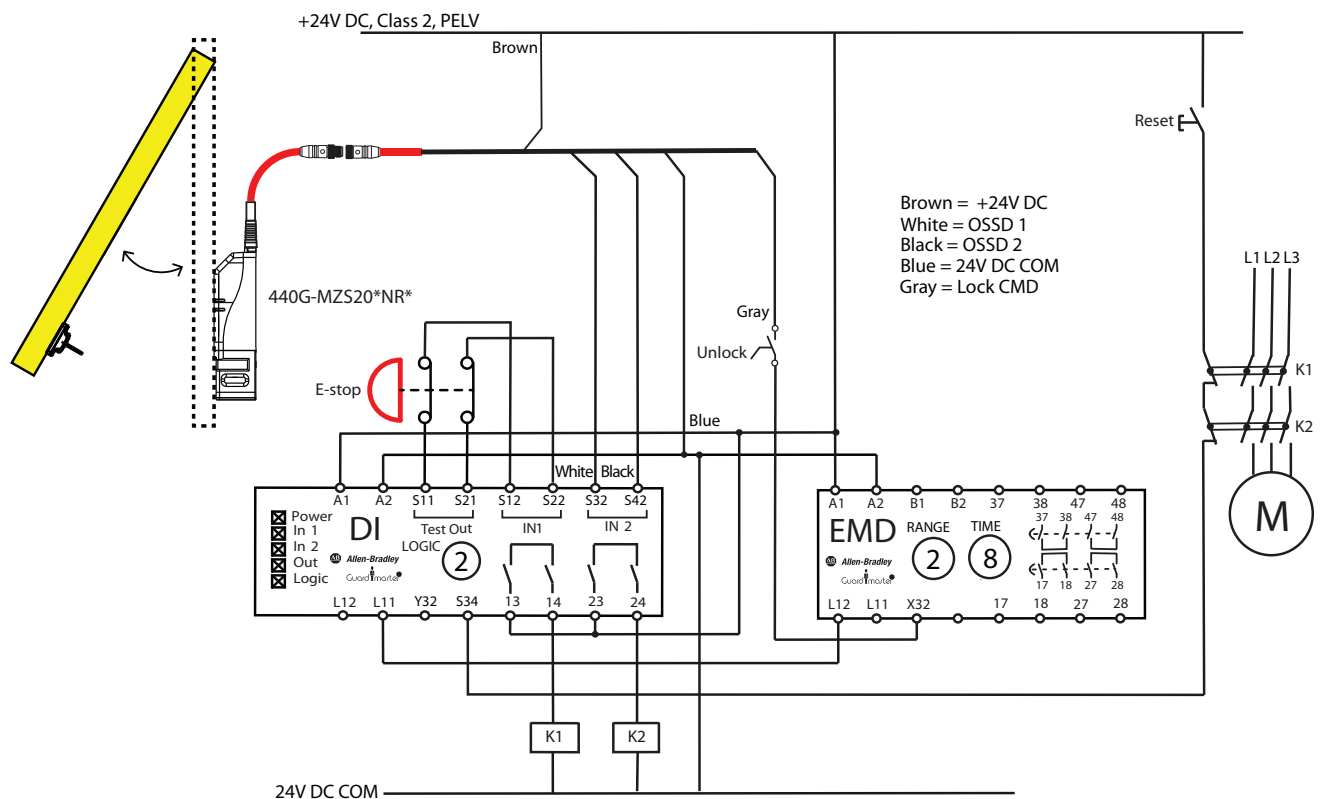 +24V DC, Class 2, PELV
Brown
Reset
Brown = +24V DC
White = OSSD 1
Black = OSSD 2
Blue = 24V DC COM
Gray = Lock CMD
L1 L2 L3
440G-MZS20*NR*
Gray
Unlock
K1
E-stop
Blue
K2
White Black
A1 A2 S11 S21 S12 S22 S32 S42
Power
In 1
In 2
Out
Logic
DI
Test Out
IN1
IN 2
LOGIC
2
AB Allen-Bradley
Guardmaster
L12 L11 Y32 S34 13 14 23 24
A1 A2 B1 B2 37 38 47 48
EMD
RANGE
2
TIME
8
37 38 47 48
AB Allen-Bradley
Guardmaster
17 18 27 28
L12 L11 X32 17 18 27 28
M
K1
K2
24V DC COM